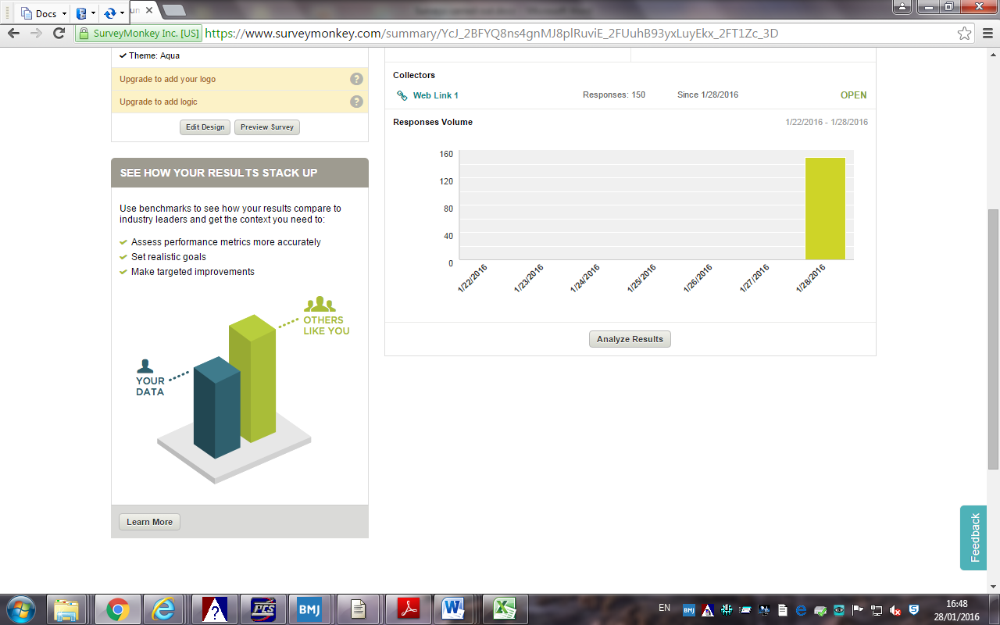 Docs
un
SurveyMonkey Inc. [US] https://www.surveymonkey.com/summary/YcJ_2BFYQ8ns4gnMJ8plRuviE_2FUuhB93yxLuyEkx_2FT1Zc_3D
Theme: Aqua
Upgrade to add your logo ?
Upgrade to add logic ?
Edit Design Preview Survey
SEE HOW YOUR RESULTS STACK UP
Use benchmarks to see how your results compare to
industry leaders and get the context you need to:
Assess performance metrics more accurately
Set realistic goals
Make targeted improvements
OTHERS
LIKE YOU
YOUR
DATA
Learn More
Collectors
Web Link 1 Responses: 150 Since 1/28/2016 OPEN
Responses Volume 1/22/2016 - 1/28/2016
160
120
80
40
0
1/22/2016 1/23/2016 1/24/2016 1/25/2016 1/26/2016 1/27/2016 1/28/2016
Analyze Results
Feedback
? PCS BMJ
EN BMJ
16:48
28/01/2016